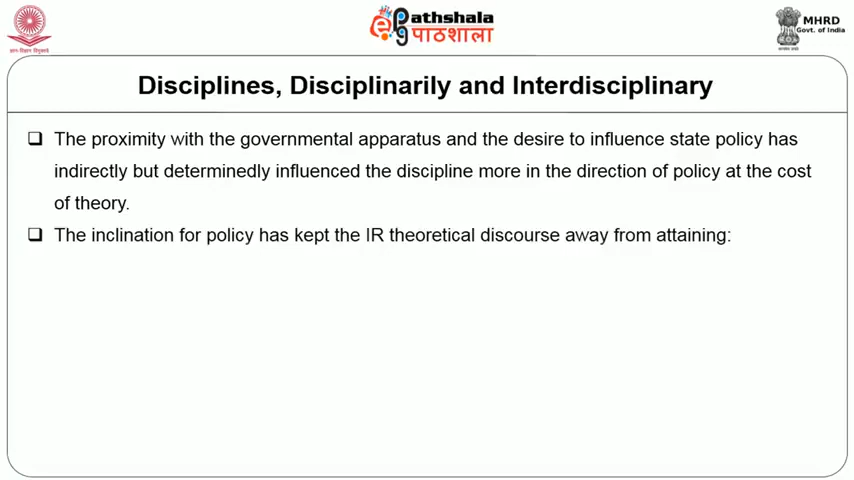 ePGpathshala
पाठशाला
MHRD
Govt. of India
Disciplines, Disciplinarily and Interdisciplinary
The proximity with the governmental apparatus and the desire to influence state policy has
indirectly but determinedly influenced the discipline more in the direction of policy at the cost
of theory.
The inclination for policy has kept the IR theoretical discourse away from attaining: